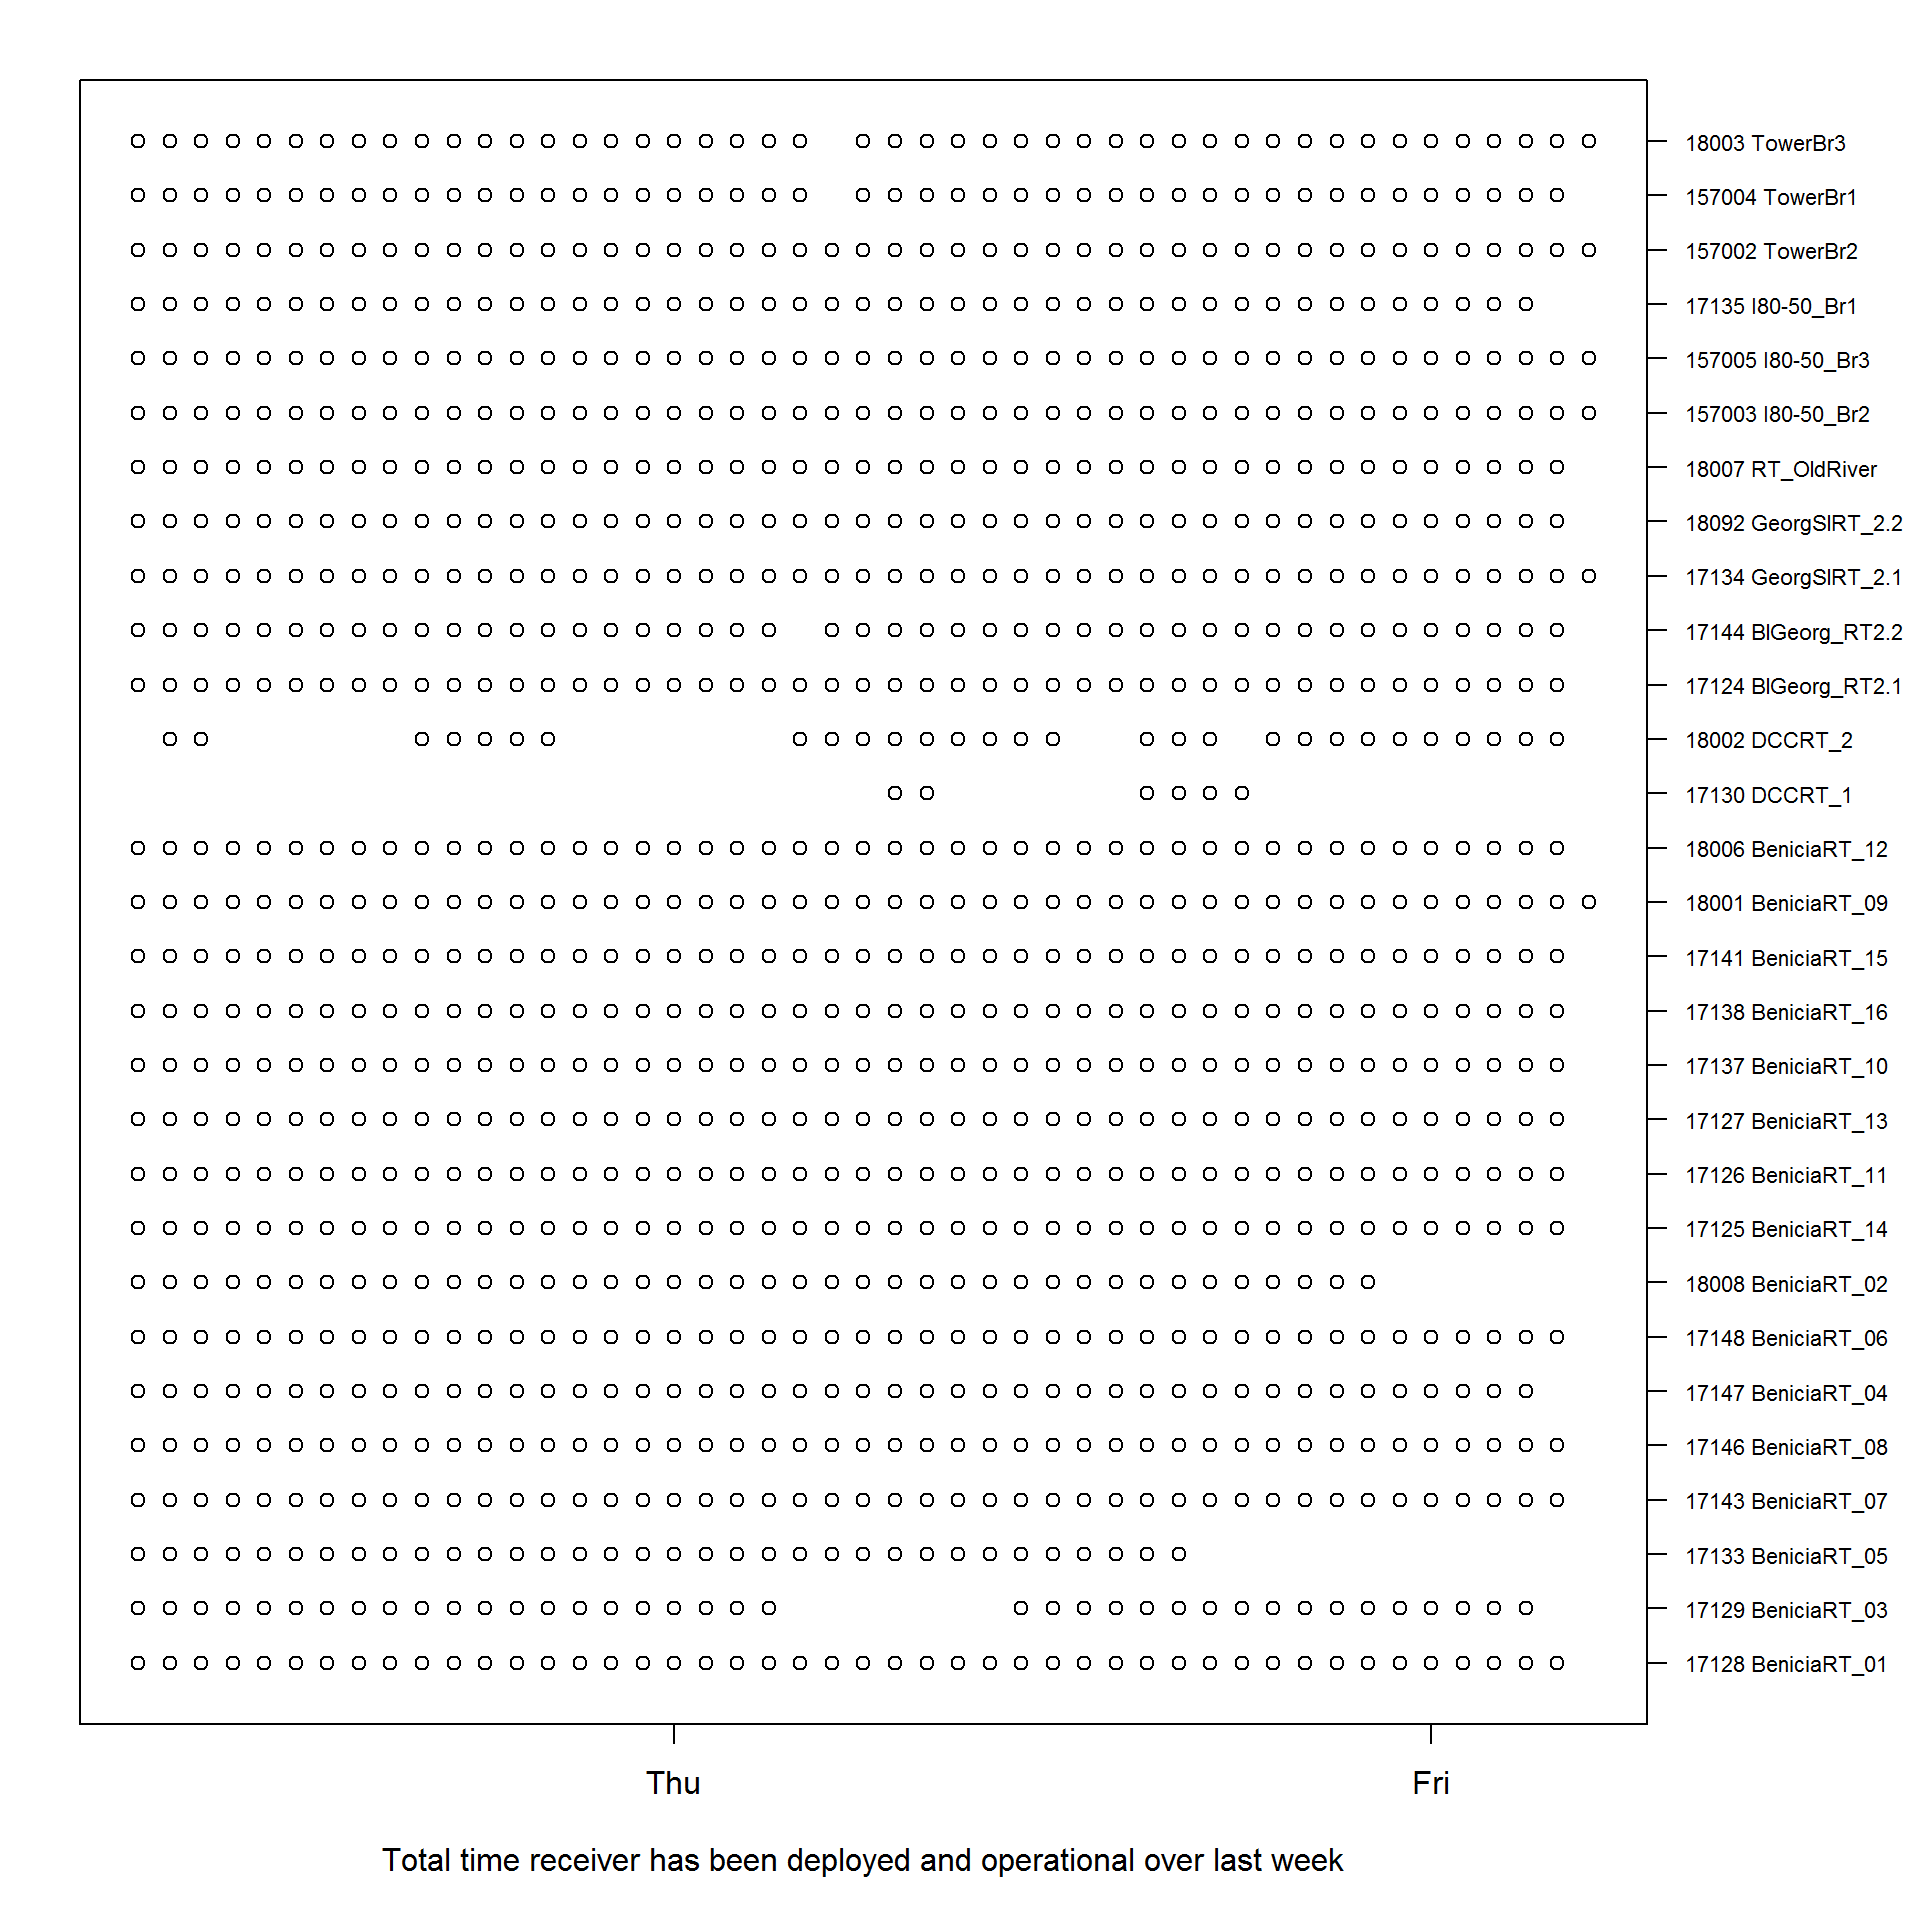 18003 TowerBr3
157004 TowerBr1
157002 TowerBr2
17135 I80-50_Br1
157005 I80-50_Br3
157003 I80-50_Br2
18007 RT_OldRiver
18092 GeorgSlRT_2.2
17134 GeorgSlRT_2.1
17144 BlGeorg_RT2.2
17124 BlGeorg_RT2.1
18002 DCCRT_2
17130 DCCRT_1
18006 BeniciaRT_12
18001 BeniciaRT_09
17141 BeniciaRT_15
17138 BeniciaRT_16
17137 BeniciaRT_10
17127 BeniciaRT_13
17126 BeniciaRT_11
17125 BeniciaRT_14
18008 BeniciaRT_02
17148 BeniciaRT_06
17147 BeniciaRT_04
17146 BeniciaRT_08
17143 BeniciaRT_07
17133 BeniciaRT_05
17129 BeniciaRT_03
17128 BeniciaRT_01
Thu Fri
Total time receiver has been deployed and operational over last week